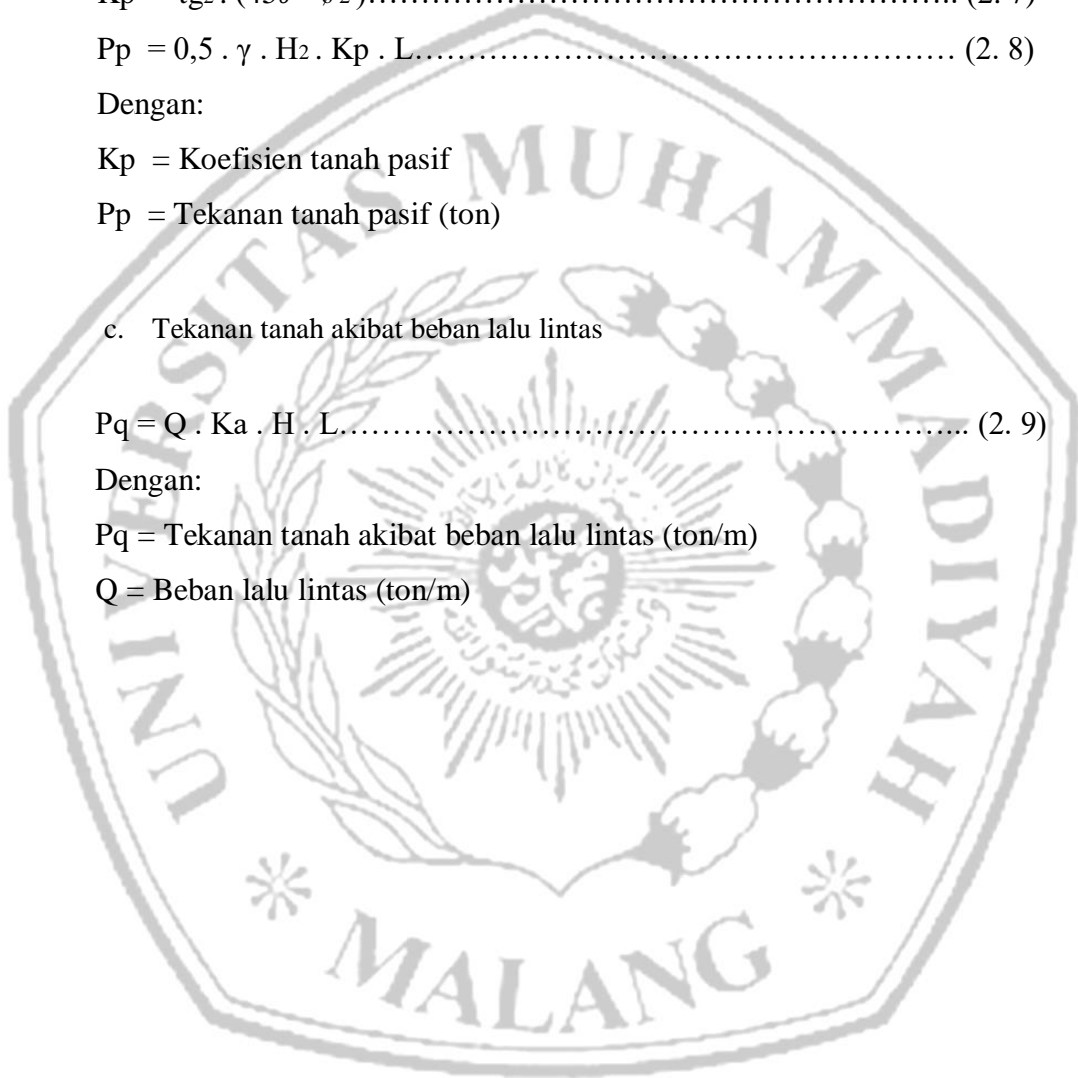 Pp = 0,5 . γ . H2 . Kp . L…………………………………………… (2. 8)
Dengan:
Kp = Koefisien tanah pasif
Pp = Tekanan tanah pasif (ton)
c. Tekanan tanah akibat beban lalu lintas
Pq = Q . Ka . H . L………………………………………………….. (2. 9)
Dengan:
Pq = Tekanan tanah akibat beban lalu lintas (ton/m)
Q = Beban lalu lintas (ton/m)
UNIVERSITAS MUHAMMADIYAH
MALANG